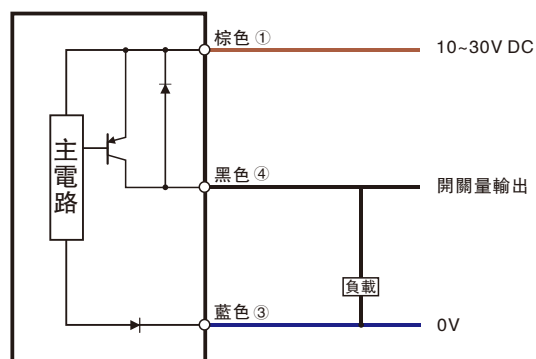 棕色 ①
10~30V DC
主電路
黑色 ④
開關量輸出
負載
藍色 ③
0V